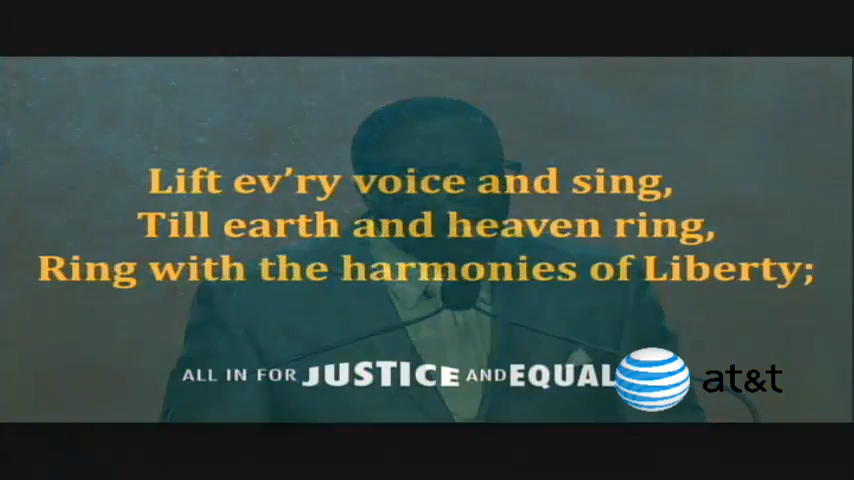 Lift ev’ry voice and sing,
Till earth and heaven ring,
Ring with the harmonies of Liberty;
ALL IN FOR JUSTICE AND EQUAL
at&t